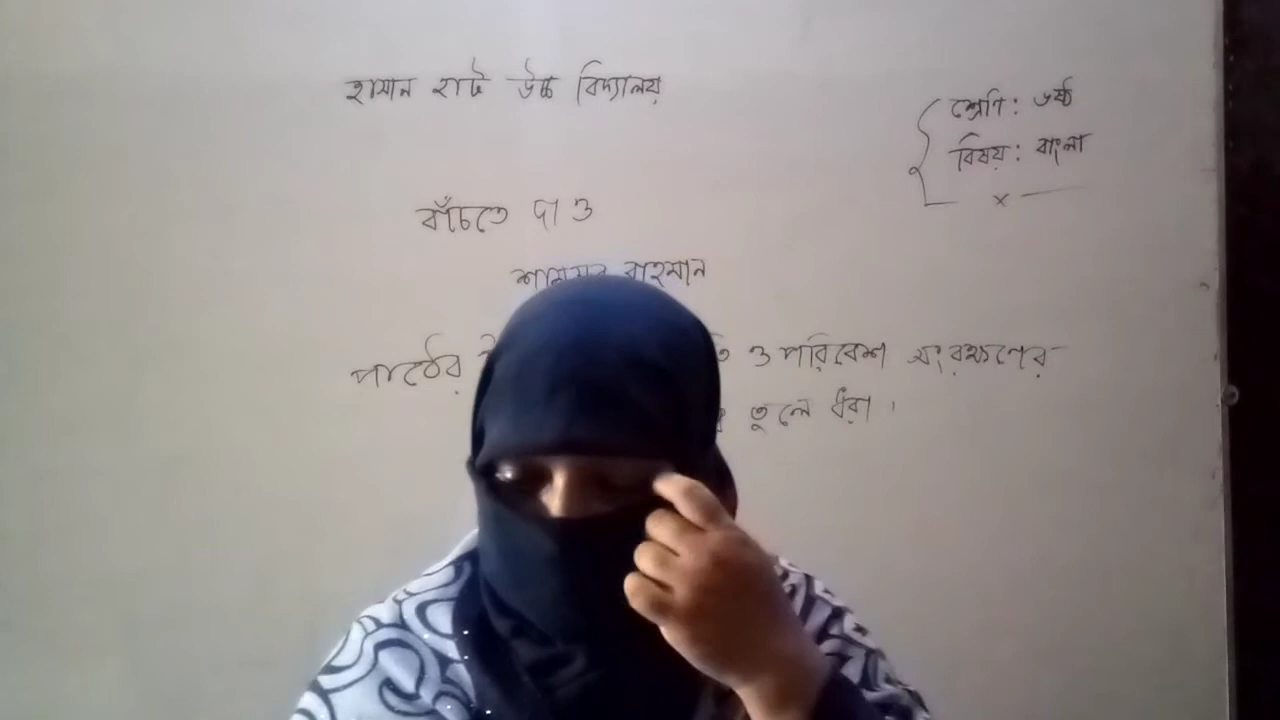 হাসান হাট উচ্চ বিদ্যালয়
শ্রেণি : ৬ষ্ঠ
বিষয় : বাংলা
বাঁচতে দাও
শামসুর রাহমান
পাঠের ও পরিবেশ সংরক্ষণের
তুলে ধরা ।